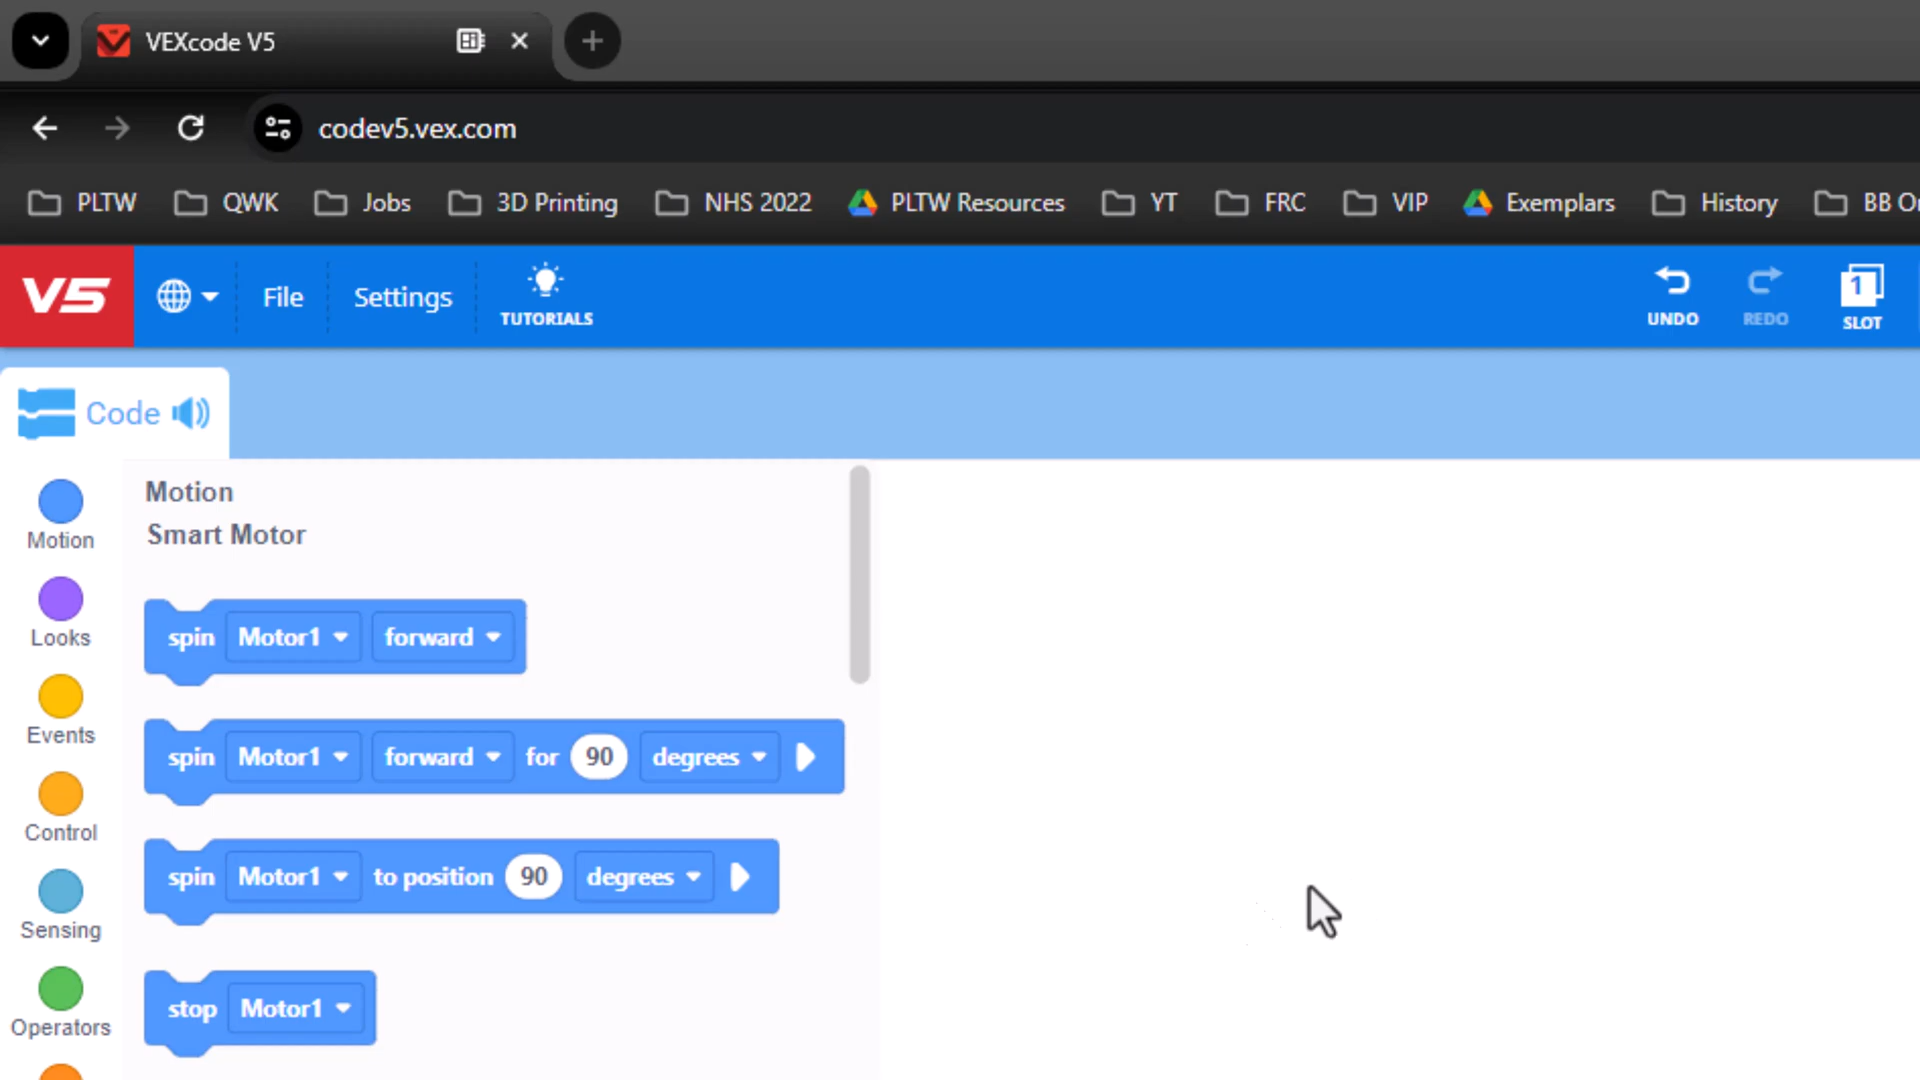 VEXcode V5
codev5.vex.com
PLTW QWK Jobs 3D Printing NHS 2022 PLTW Resources YT FRC VIP Exemplars History BB
V5 File Settings TUTORIALS UNDO REDO 1 SLOT
Code
Motion
Smart Motor
Motion
Looks
Events
Control
Sensing
Operators
spin Motor1 forward
spin Motor1 forward for 90 degrees
spin Motor1 to position 90 degrees
stop Motor1